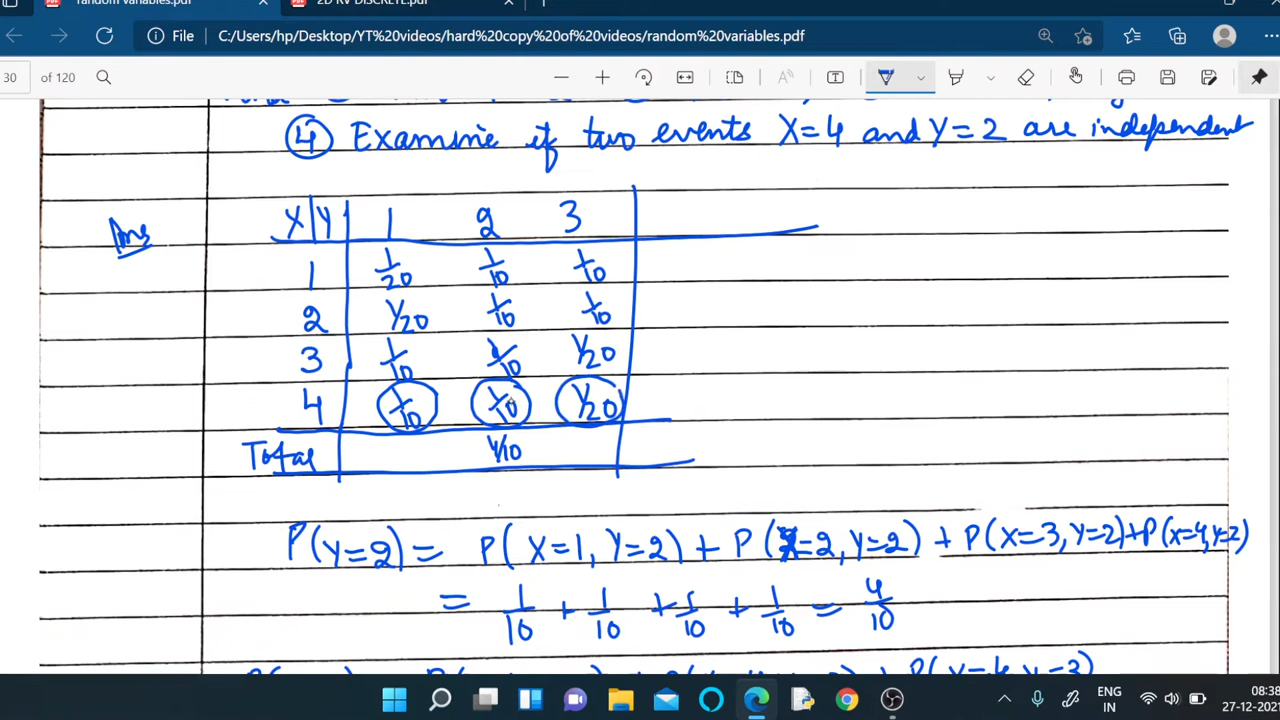 random variables.pdf
2D RV DISCRETE.pdf
File C:/Users/hp/Desktop/YT%20videos/hard%20copy%20of%20videos/random%20variables.pdf
30 of 120
④ Examine if two events X=4 and Y=2 are independent
Ans
X|Y 1 2 3
1 1/20 1/10 1/10
2 1/20 1/10 1/10
3 1/10 1/10 1/20
4 1/10 1/10 1/20
Total 4/10
P(Y=2) = P(X=1, Y=2) + P(X=2, Y=2) + P(X=3, Y=2) + P(X=4, Y=2)
= 1/10 + 1/10 + 1/10 + 1/10 = 4/10
ENG 08:38
IN